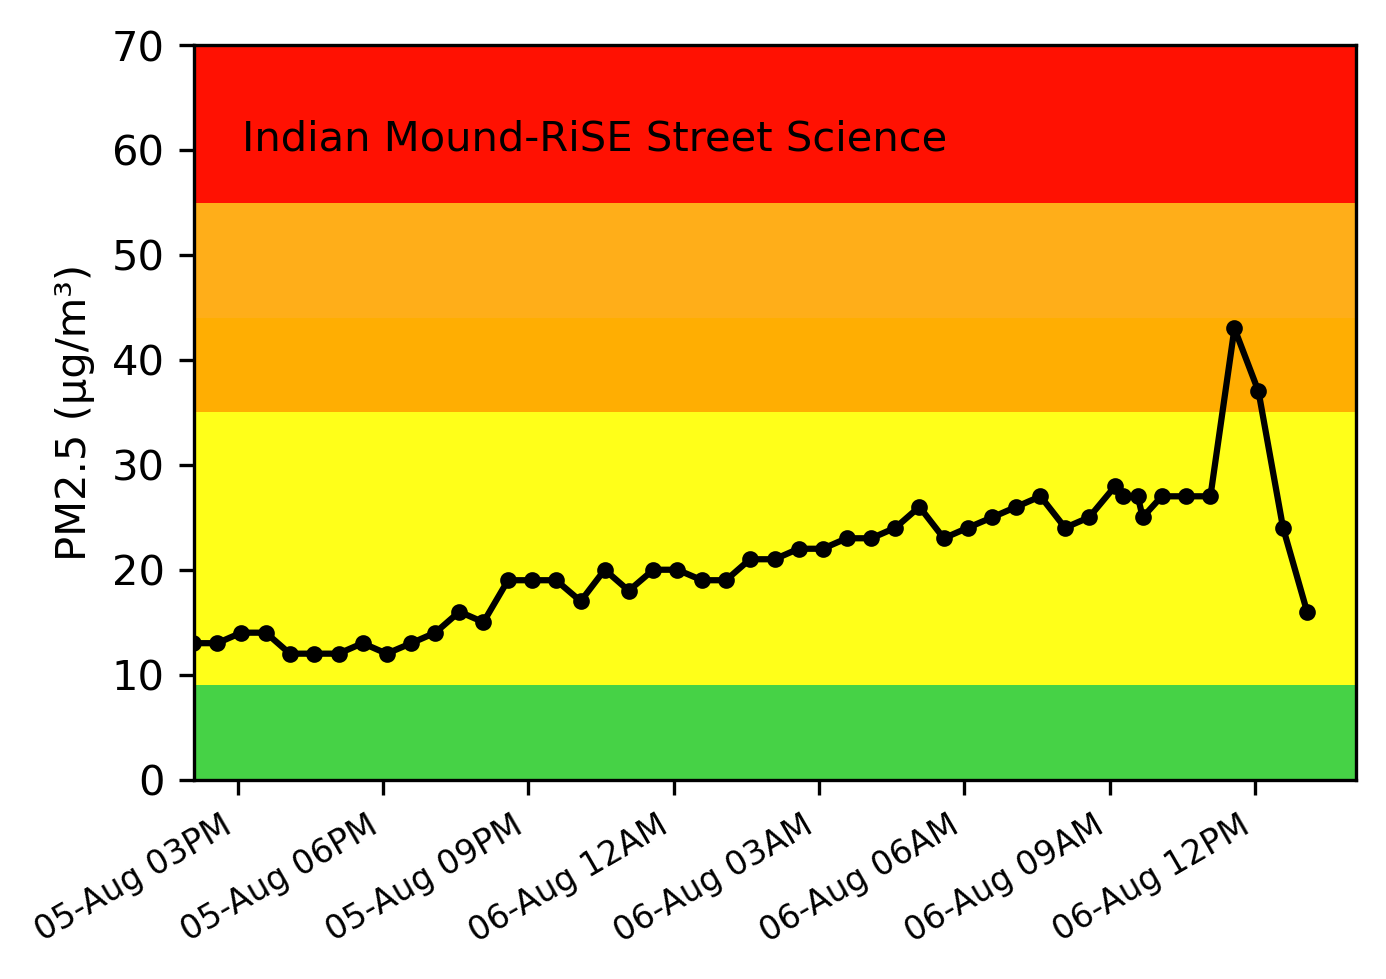 Indian Mound-RiSE Street Science
PM2.5 (µg/m³)
70
60
50
40
30
20
10
0
05-Aug 03PM
05-Aug 06PM
05-Aug 09PM
06-Aug 12AM
06-Aug 03AM
06-Aug 06AM
06-Aug 09AM
06-Aug 12PM